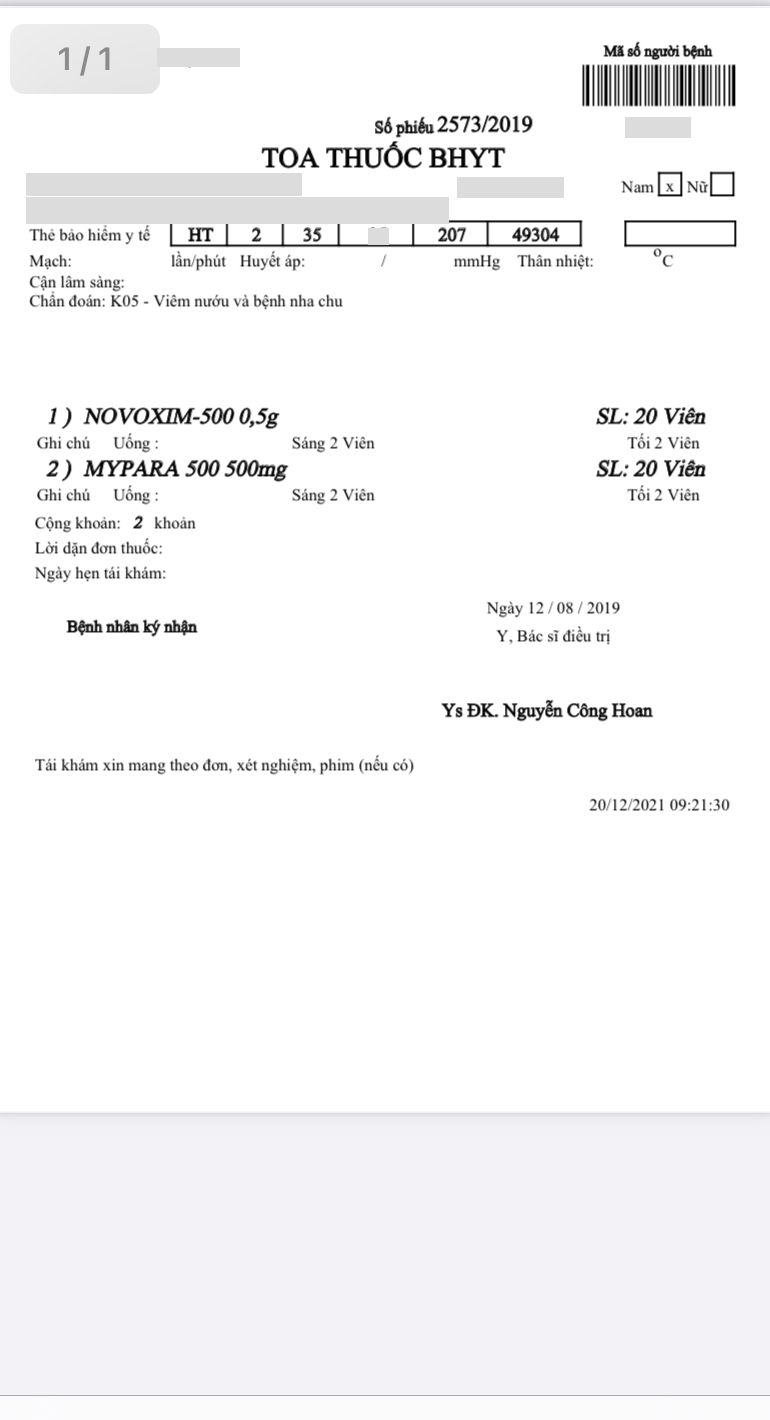 1/1
Mã số người bệnh
Số phiếu 2573/2019
TOA THUỐC BHYT
Nam x Nữ
Thẻ bảo hiểm y tế HT 2 35 207 49304
Mạch: lần/phút Huyết áp: / mmHg Thân nhiệt: °C
Cận lâm sàng:
Chẩn đoán: K05 - Viêm nướu và bệnh nha chu
1 ) NOVOXIM-500 0,5g SL: 20 Viên
Ghi chú Uống : Sáng 2 Viên Tối 2 Viên
2 ) MYPARA 500 500mg SL: 20 Viên
Ghi chú Uống : Sáng 2 Viên Tối 2 Viên
Cộng khoản: 2 khoản
Lời dặn đơn thuốc:
Ngày hẹn tái khám:
Ngày 12 / 08 / 2019
Bệnh nhân ký nhận
Y, Bác sĩ điều trị
Ys ĐK. Nguyễn Công Hoan
Tái khám xin mang theo đơn, xét nghiệm, phim (nếu có)
20/12/2021 09:21:30